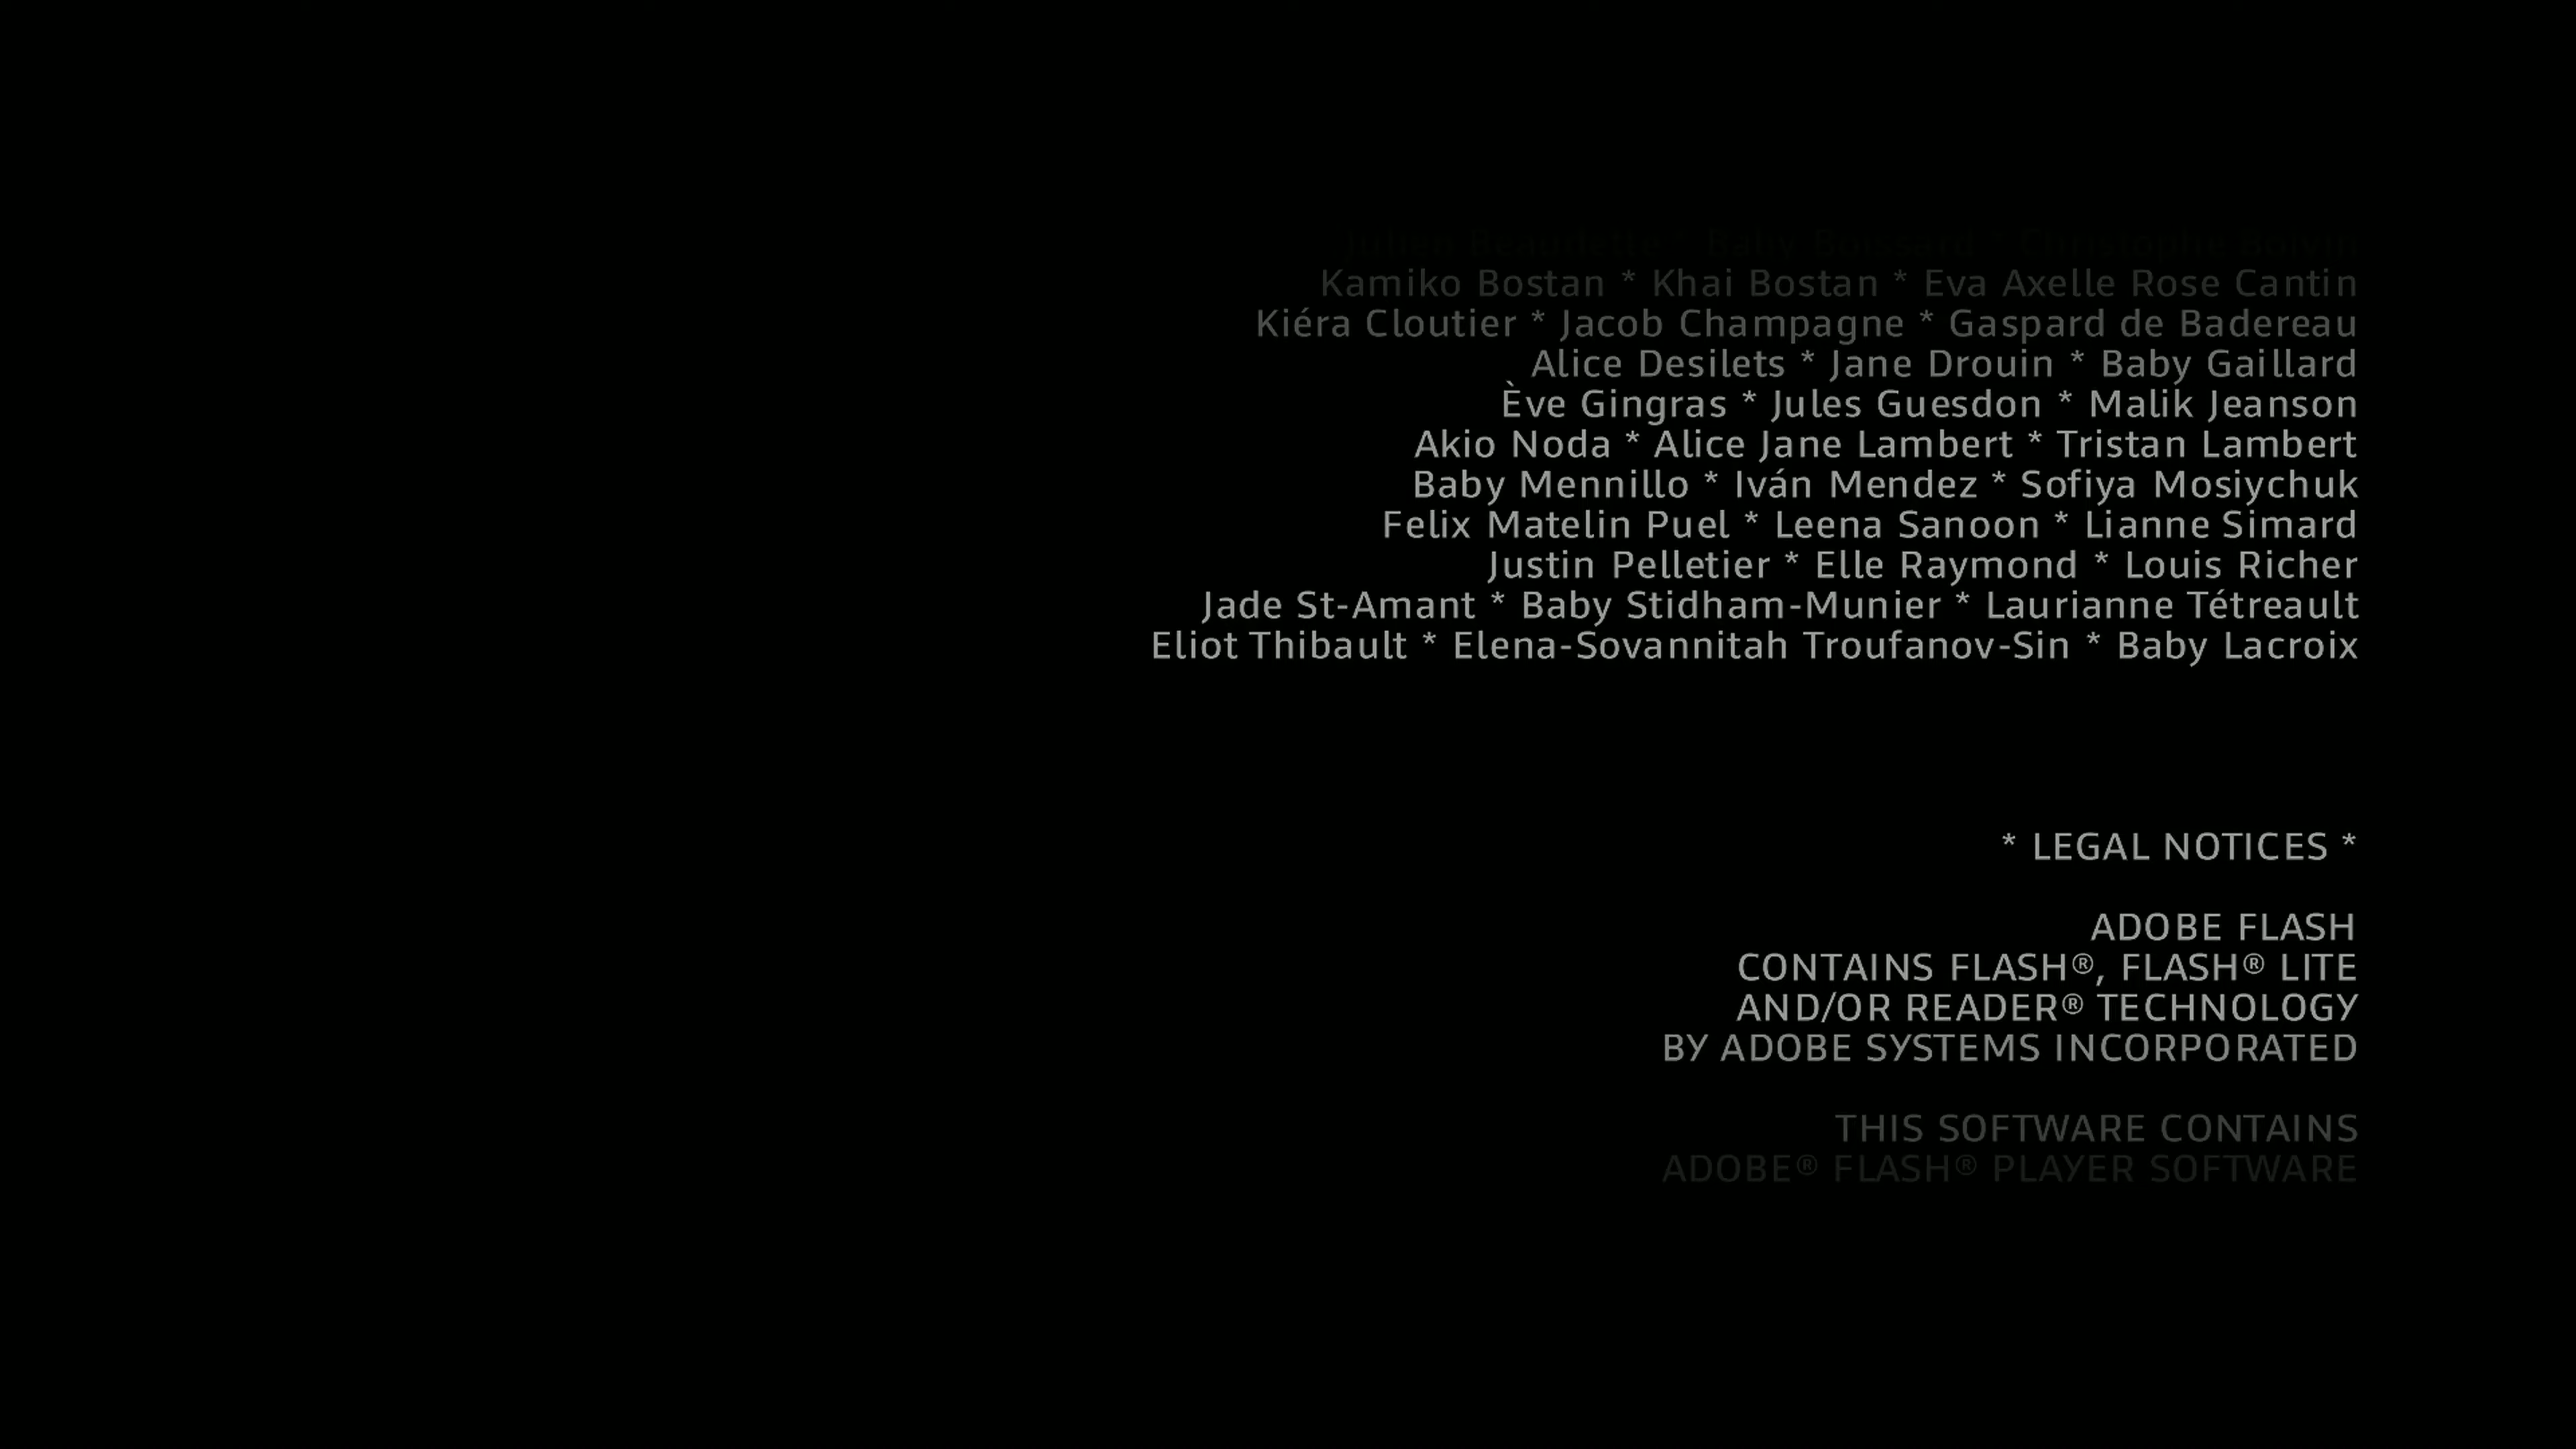 Kamiko Bostan * Khai Bostan * Eva Axelle Rose Cantin
Kiéra Cloutier * Jacob Champagne * Gaspard de Badereau
Alice Desilets * Jane Drouin * Baby Gaillard
Ève Gingras * Jules Guesdon * Malik Jeanson
Akio Noda * Alice Jane Lambert * Tristan Lambert
Baby Mennillo * Iván Mendez * Sofiya Mosiychuk
Felix Matelin Puel * Leena Sanoon * Lianne Simard
Justin Pelletier * Elle Raymond * Louis Richer
Jade St-Amant * Baby Stidham-Munier * Laurianne Tétreault
Eliot Thibault * Elena-Sovannitah Troufanov-Sin * Baby Lacroix
* LEGAL NOTICES *
ADOBE FLASH
CONTAINS FLASH®, FLASH® LITE
AND/OR READER® TECHNOLOGY
BY ADOBE SYSTEMS INCORPORATED
THIS SOFTWARE CONTAINS
ADOBE® FLASH® PLAYER SOFTWARE